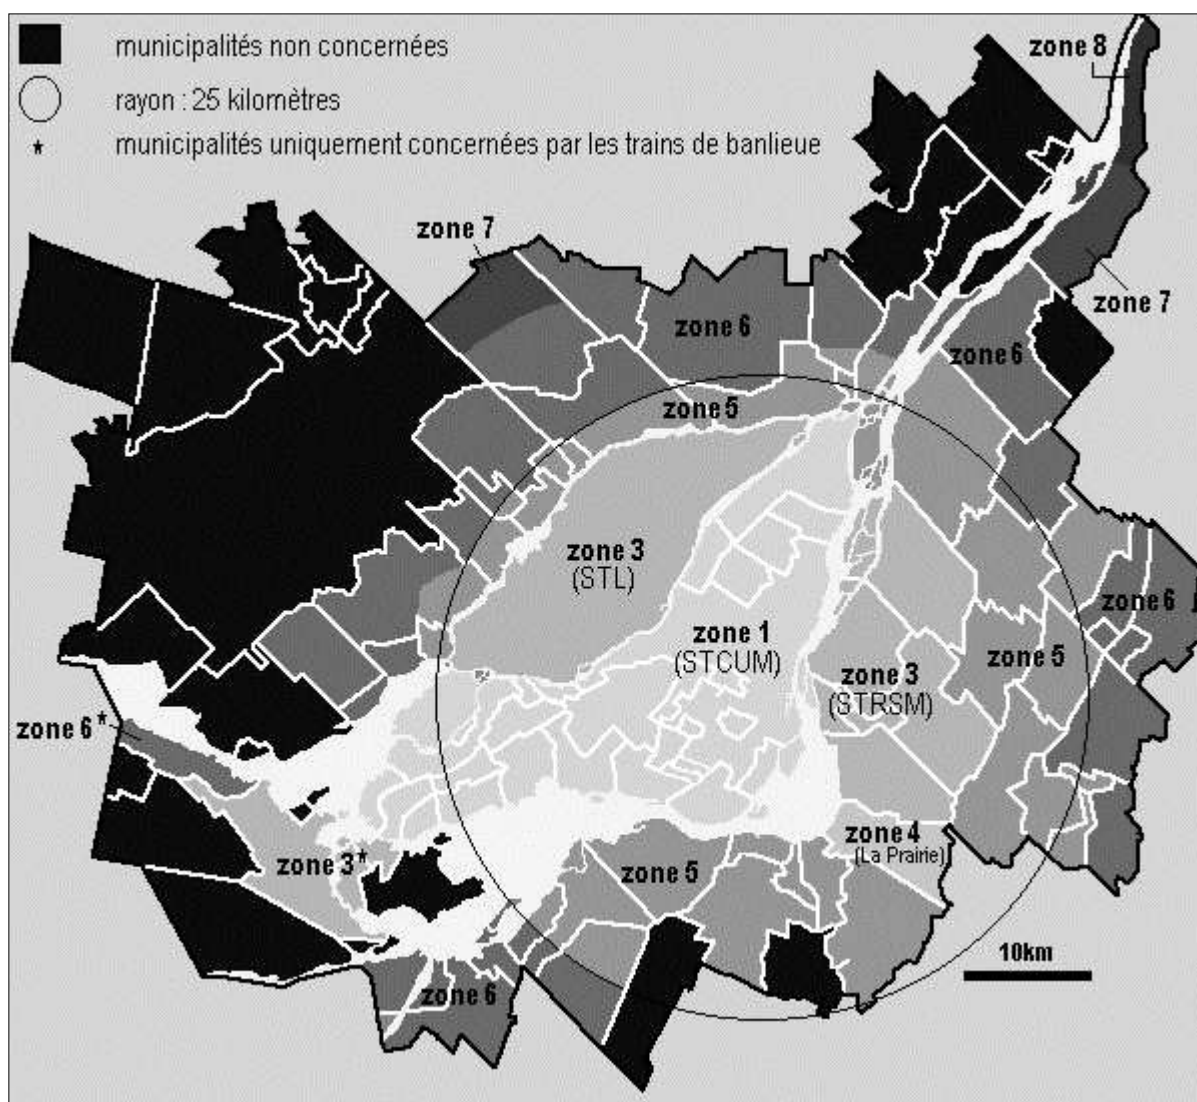 municipalités non concernées
rayon : 25 kilomètres
* municipalités uniquement concernées par les trains de banlieue
zone 8
zone 7
zone 7
zone 6
zone 6
zone 5
zone 3
(STL)
zone 6
zone 1
(STCUM)
zone 5
zone 3
(STRSM)
zone 6*
zone 4
(La Prairie)
zone 3*
zone 5
10km
zone 6